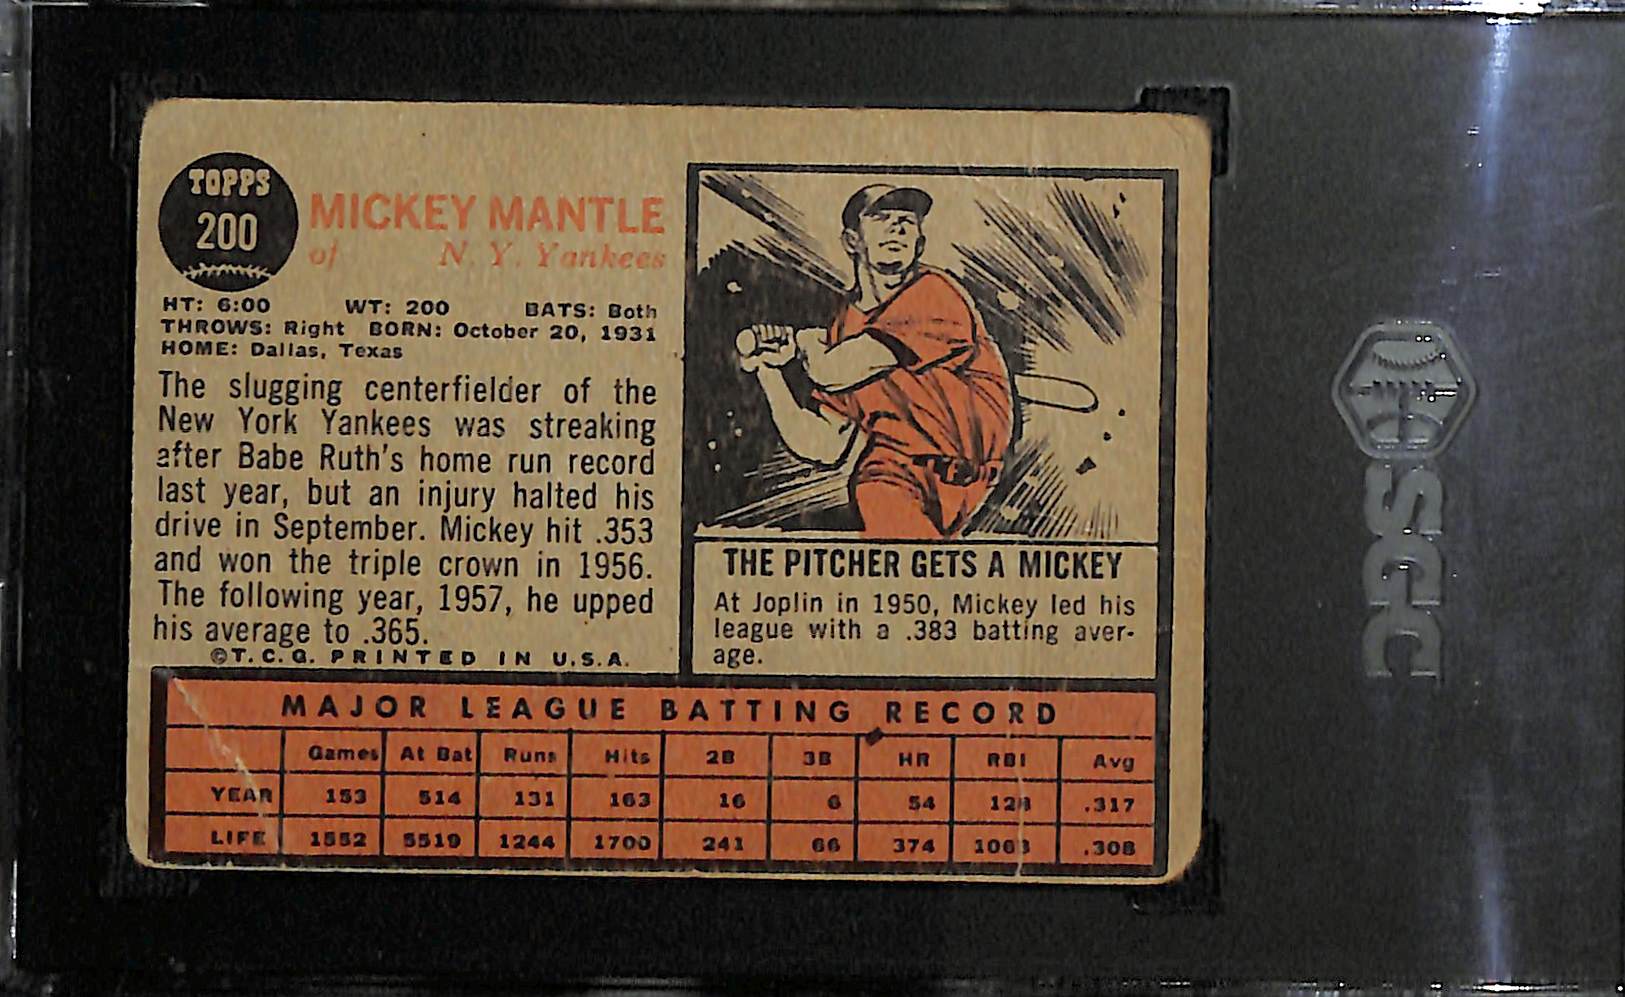 TOPPS
200
MICKEY MANTLE
of N. Y. Yankees
HT: 6:00 WT: 200 BATS: Both
THROWS: Right BORN: October 20, 1931
HOME: Dallas, Texas
The slugging centerfielder of the
New York Yankees was streaking
after Babe Ruth's home run record
last year, but an injury halted his
drive in September. Mickey hit .353
and won the triple crown in 1956.
The following year, 1957, he upped
his average to .365.
©T. C. G. PRINTED IN U.S.A.
THE PITCHER GETS A MICKEY
At Joplin in 1950, Mickey led his
league with a .383 batting aver-
age.
MAJOR LEAGUE BATTING RECORD
Games At Bat Runs Hits 2B 3B HR RBI Avg
YEAR 153 514 131 163 16 6 54 128 .317
LIFE 1552 5519 1244 1700 241 66 374 1063 .308
SGC